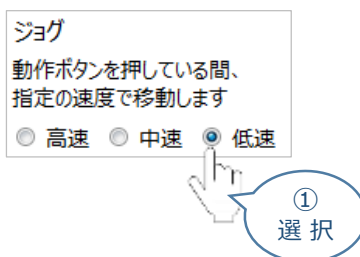 ジョグ
動作ボタンを押している間、
指定の速度で移動します
高速 中速 低速
①
選 択